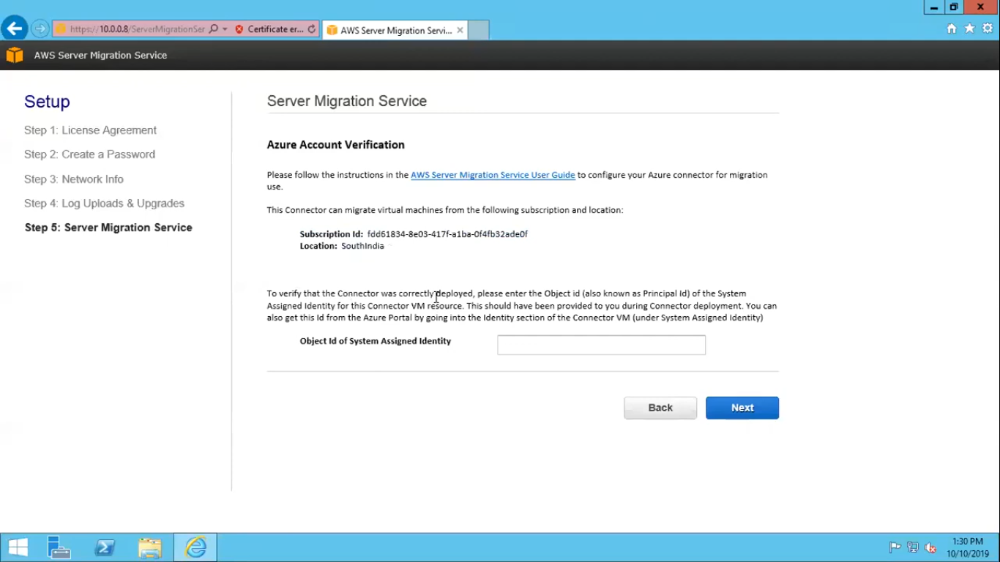 https://10.0.0.8/ServerMigrationSer
Certificate er...
AWS Server Migration Servi...
AWS Server Migration Service
Setup
Step 1: License Agreement
Step 2: Create a Password
Step 3: Network Info
Step 4: Log Uploads & Upgrades
Step 5: Server Migration Service
Server Migration Service
Azure Account Verification
Please follow the instructions in the AWS Server Migration Service User Guide to configure your Azure connector for migration
use.
This Connector can migrate virtual machines from the following subscription and location:
Subscription Id: fdd61834-8e03-417f-a1ba-0f4fb32ade0f
Location: SouthIndia
To verify that the Connector was correctly deployed, please enter the Object id (also known as Principal Id) of the System
Assigned Identity for this Connector VM resource. This should have been provided to you during Connector deployment. You can
also get this Id from the Azure Portal by going into the Identity section of the Connector VM (under System Assigned Identity)
Object Id of System Assigned Identity
Back
Next
1:30 PM
10/10/2019